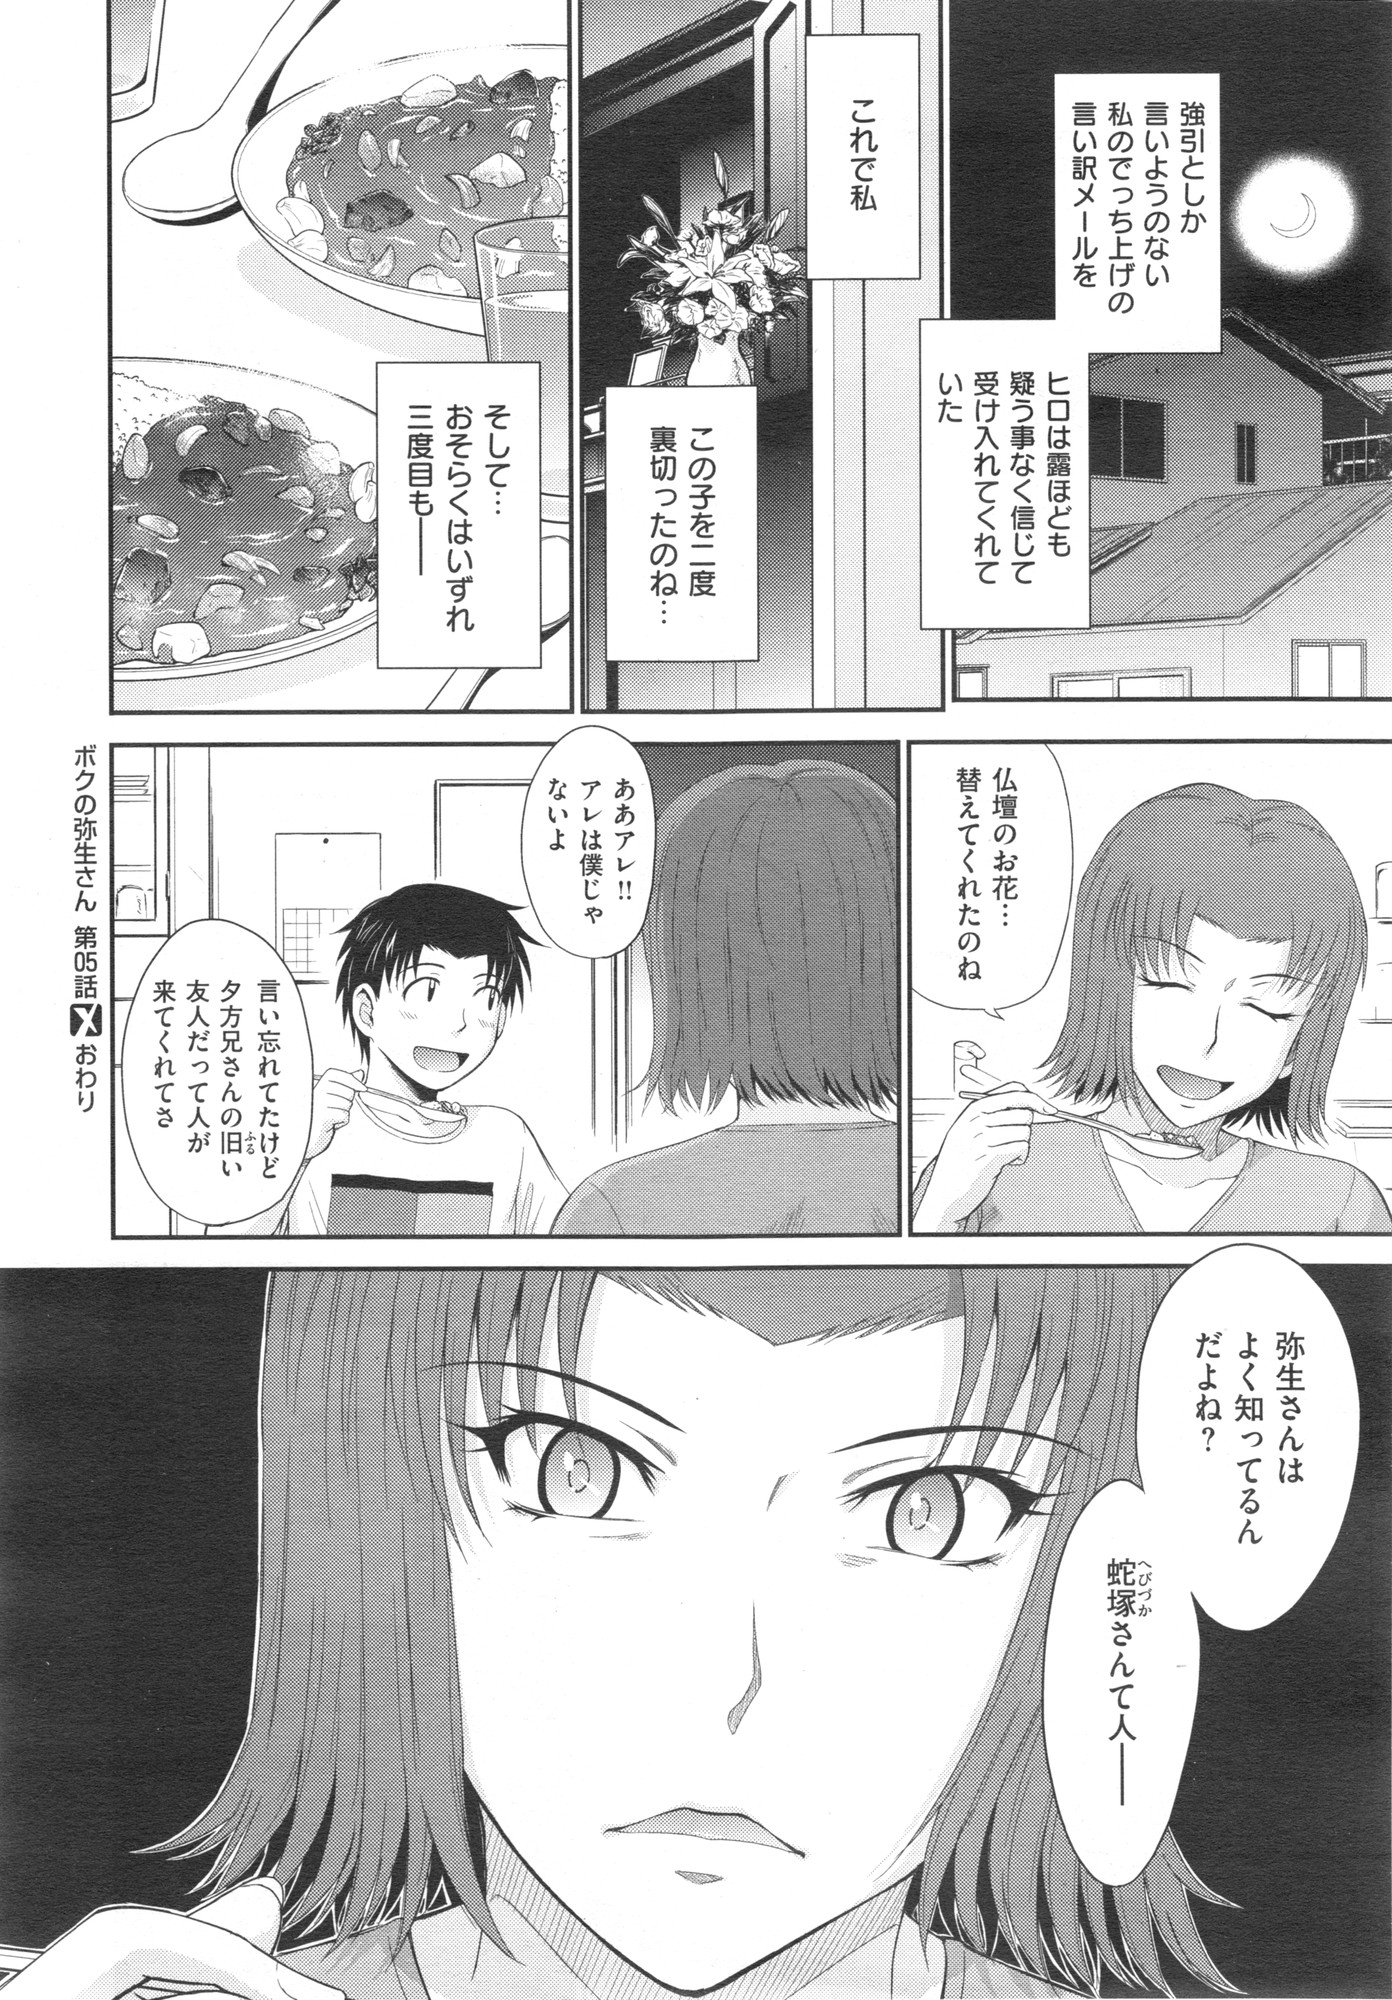 強引としか
言いようのない
私のでっち上げの
言い訳メールを
ヒロは露ほども
疑う事なく信じて
受け入れてくれて
いた
これで私
この子を二度
裏切ったのね…
そして…
おそらくはいずれ
三度目も――
仏壇のお花…
替えてくれたのね
ああアレ!!
アレは僕じゃ
ないよ
言い忘れてたけど
夕方兄さんの旧い
ふる
友人だって人が
来てくれてさ
弥生さんは
よく知ってるん
だよね?
蛇塚さんて人――
へびづか
ボクの弥生さん 第05話 X おわり